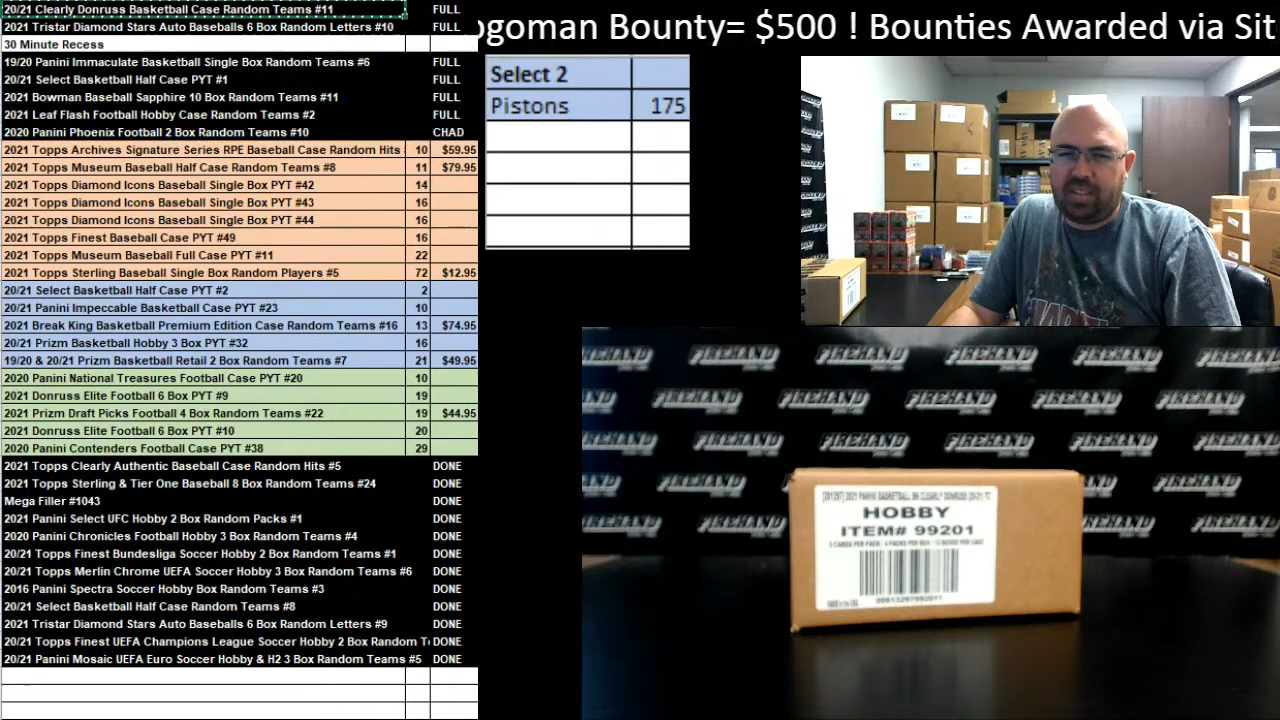 20/21 Clearly Donruss Basketball Case Random Teams #11 FULL
2021 Tristar Diamond Stars Auto Baseballs 6 Box Random Letters #10 FULL
30 Minute Recess
19/20 Panini Immaculate Basketball Single Box Random Teams #6 FULL
20/21 Select Basketball Half Case PYT #1 FULL
2021 Bowman Baseball Sapphire 10 Box Random Teams #11 FULL
2021 Leaf Flash Football Hobby Case Random Teams #2 FULL
2020 Panini Phoenix Football 2 Box Random Teams #10 CHAD
2021 Topps Archives Signature Series RPE Baseball Case Random Hits 10 $59.95
2021 Topps Museum Baseball Half Case Random Teams #8 11 $79.95
2021 Topps Diamond Icons Baseball Single Box PYT #42 14
2021 Topps Diamond Icons Baseball Single Box PYT #43 16
2021 Topps Diamond Icons Baseball Single Box PYT #44 16
2021 Topps Finest Baseball Case PYT #49 16
2021 Topps Museum Baseball Full Case PYT #11 22
2021 Topps Sterling Baseball Single Box Random Players #5 72 $12.95
20/21 Select Basketball Half Case PYT #2 2
20/21 Panini Impeccable Basketball Case PYT #23 10
2021 Break King Basketball Premium Edition Case Random Teams #16 13 $74.95
20/21 Prizm Basketball Hobby 3 Box PYT #32 16
19/20 & 20/21 Prizm Basketball Retail 2 Box Random Teams #7 21 $49.95
2020 Panini National Treasures Football Case PYT #20 10
2021 Donruss Elite Football 6 Box PYT #9 19
2021 Prizm Draft Picks Football 4 Box Random Teams #22 19 $44.95
2021 Donruss Elite Football 6 Box PYT #10 20
2020 Panini Contenders Football Case PYT #38 29
2021 Topps Clearly Authentic Baseball Case Random Hits #5 DONE
2021 Topps Sterling & Tier One Baseball 8 Box Random Teams #24 DONE
Mega Filler #1043 DONE
2021 Panini Select UFC Hobby 2 Box Random Packs #1 DONE
2020 Panini Chronicles Football Hobby 3 Box Random Teams #4 DONE
20/21 Topps Finest Bundesliga Soccer Hobby 2 Box Random Teams #1 DONE
20/21 Topps Merlin Chrome UEFA Soccer Hobby 3 Box Random Teams #6 DONE
2016 Panini Spectra Soccer Hobby Box Random Teams #3 DONE
20/21 Select Basketball Half Case Random Teams #8 DONE
2021 Tristar Diamond Stars Auto Baseballs 6 Box Random Letters #9 DONE
20/21 Topps Finest UEFA Champions League Soccer Hobby 2 Box Random T DONE
20/21 Panini Mosaic UEFA Euro Soccer Hobby & H2 3 Box Random Teams #5 DONE
ogoman Bounty= $500 ! Bounties Awarded via Sit
Select 2
Pistons 175
FIREHAND
HOBBY
ITEM# 99201